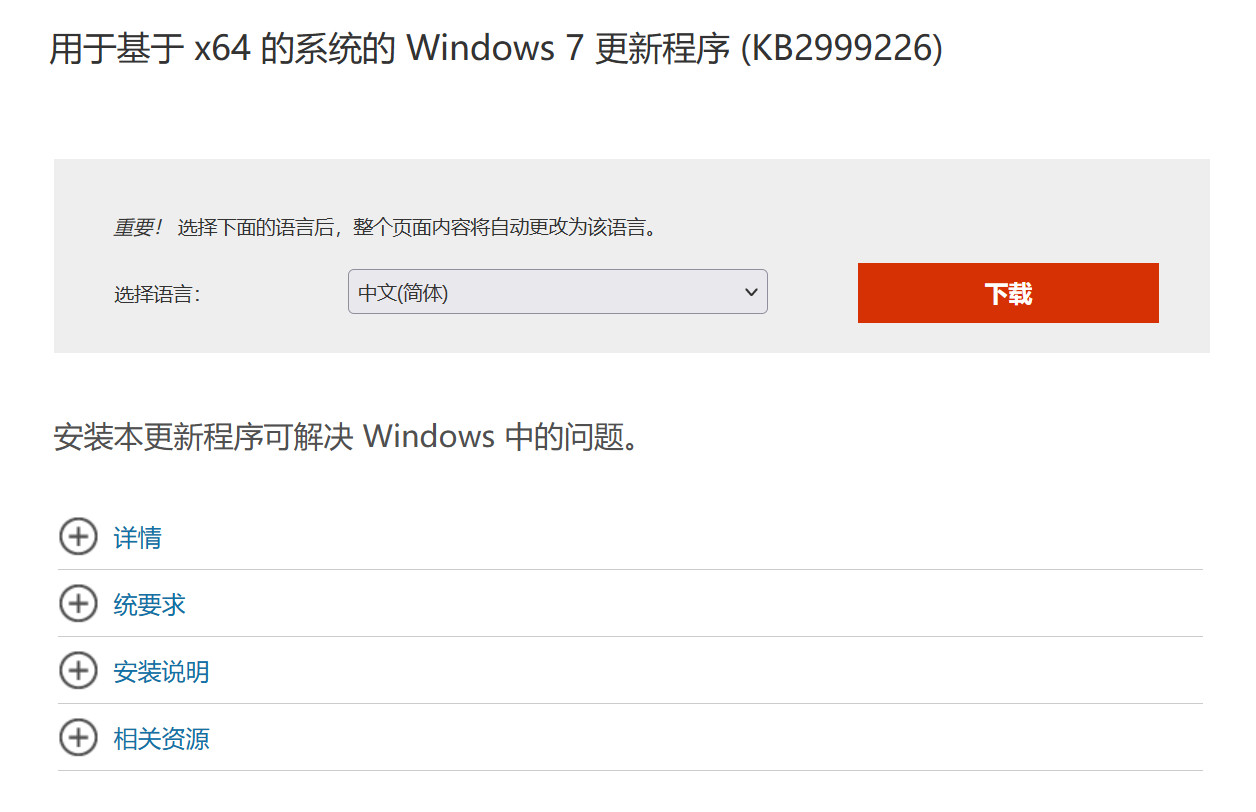 用于基于 x64 的系统的 Windows 7 更新程序 (KB2999226)
重要！选择下面的语言后，整个页面内容将自动更改为该语言。
选择语言：
中文(简体)
下载
安装本更新程序可解决 Windows 中的问题。
详情
统要求
安装说明
相关资源